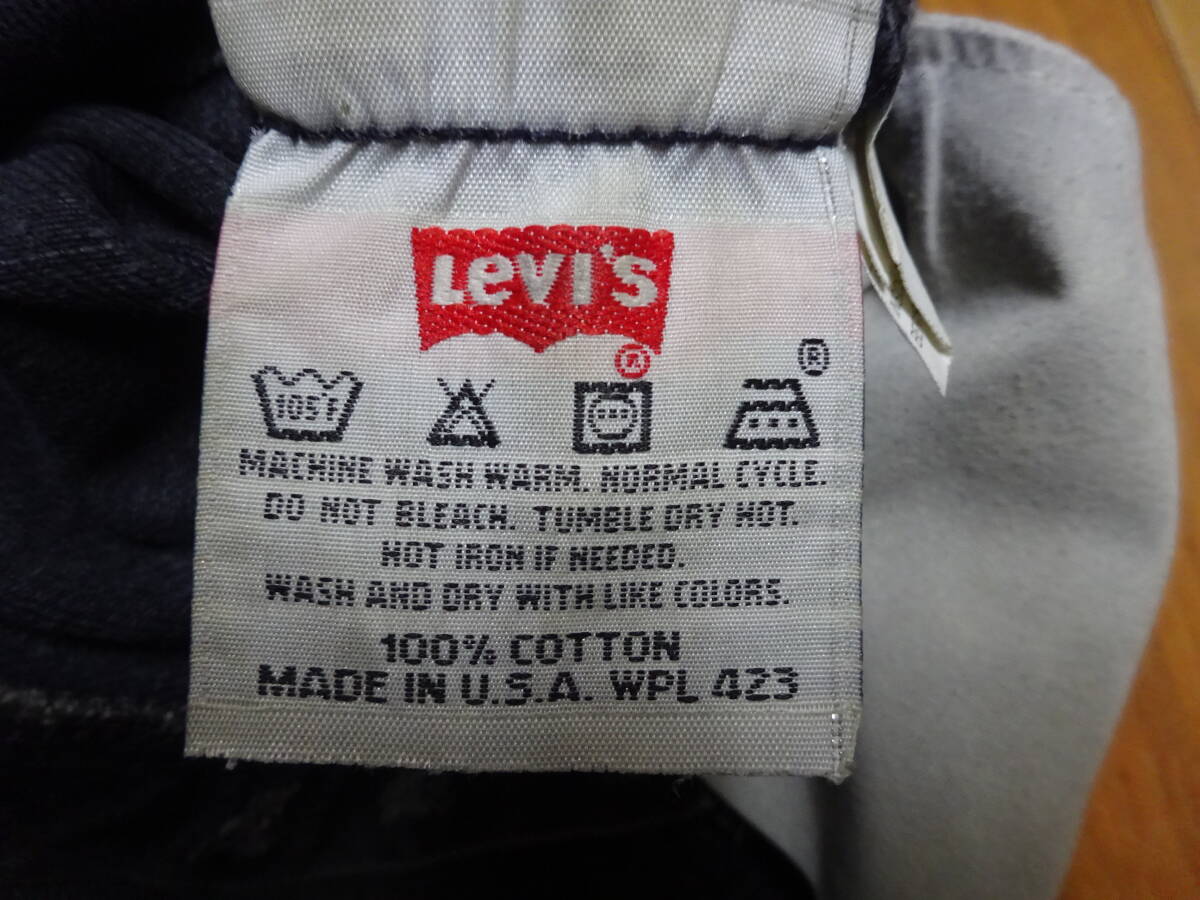 LEVI'S
®
®
105°F
MACHINE WASH WARM. NORMAL CYCLE.
DO NOT BLEACH. TUMBLE DRY HOT.
HOT IRON IF NEEDED.
WASH AND DRY WITH LIKE COLORS.
100% COTTON
MADE IN U.S.A. WPL 423